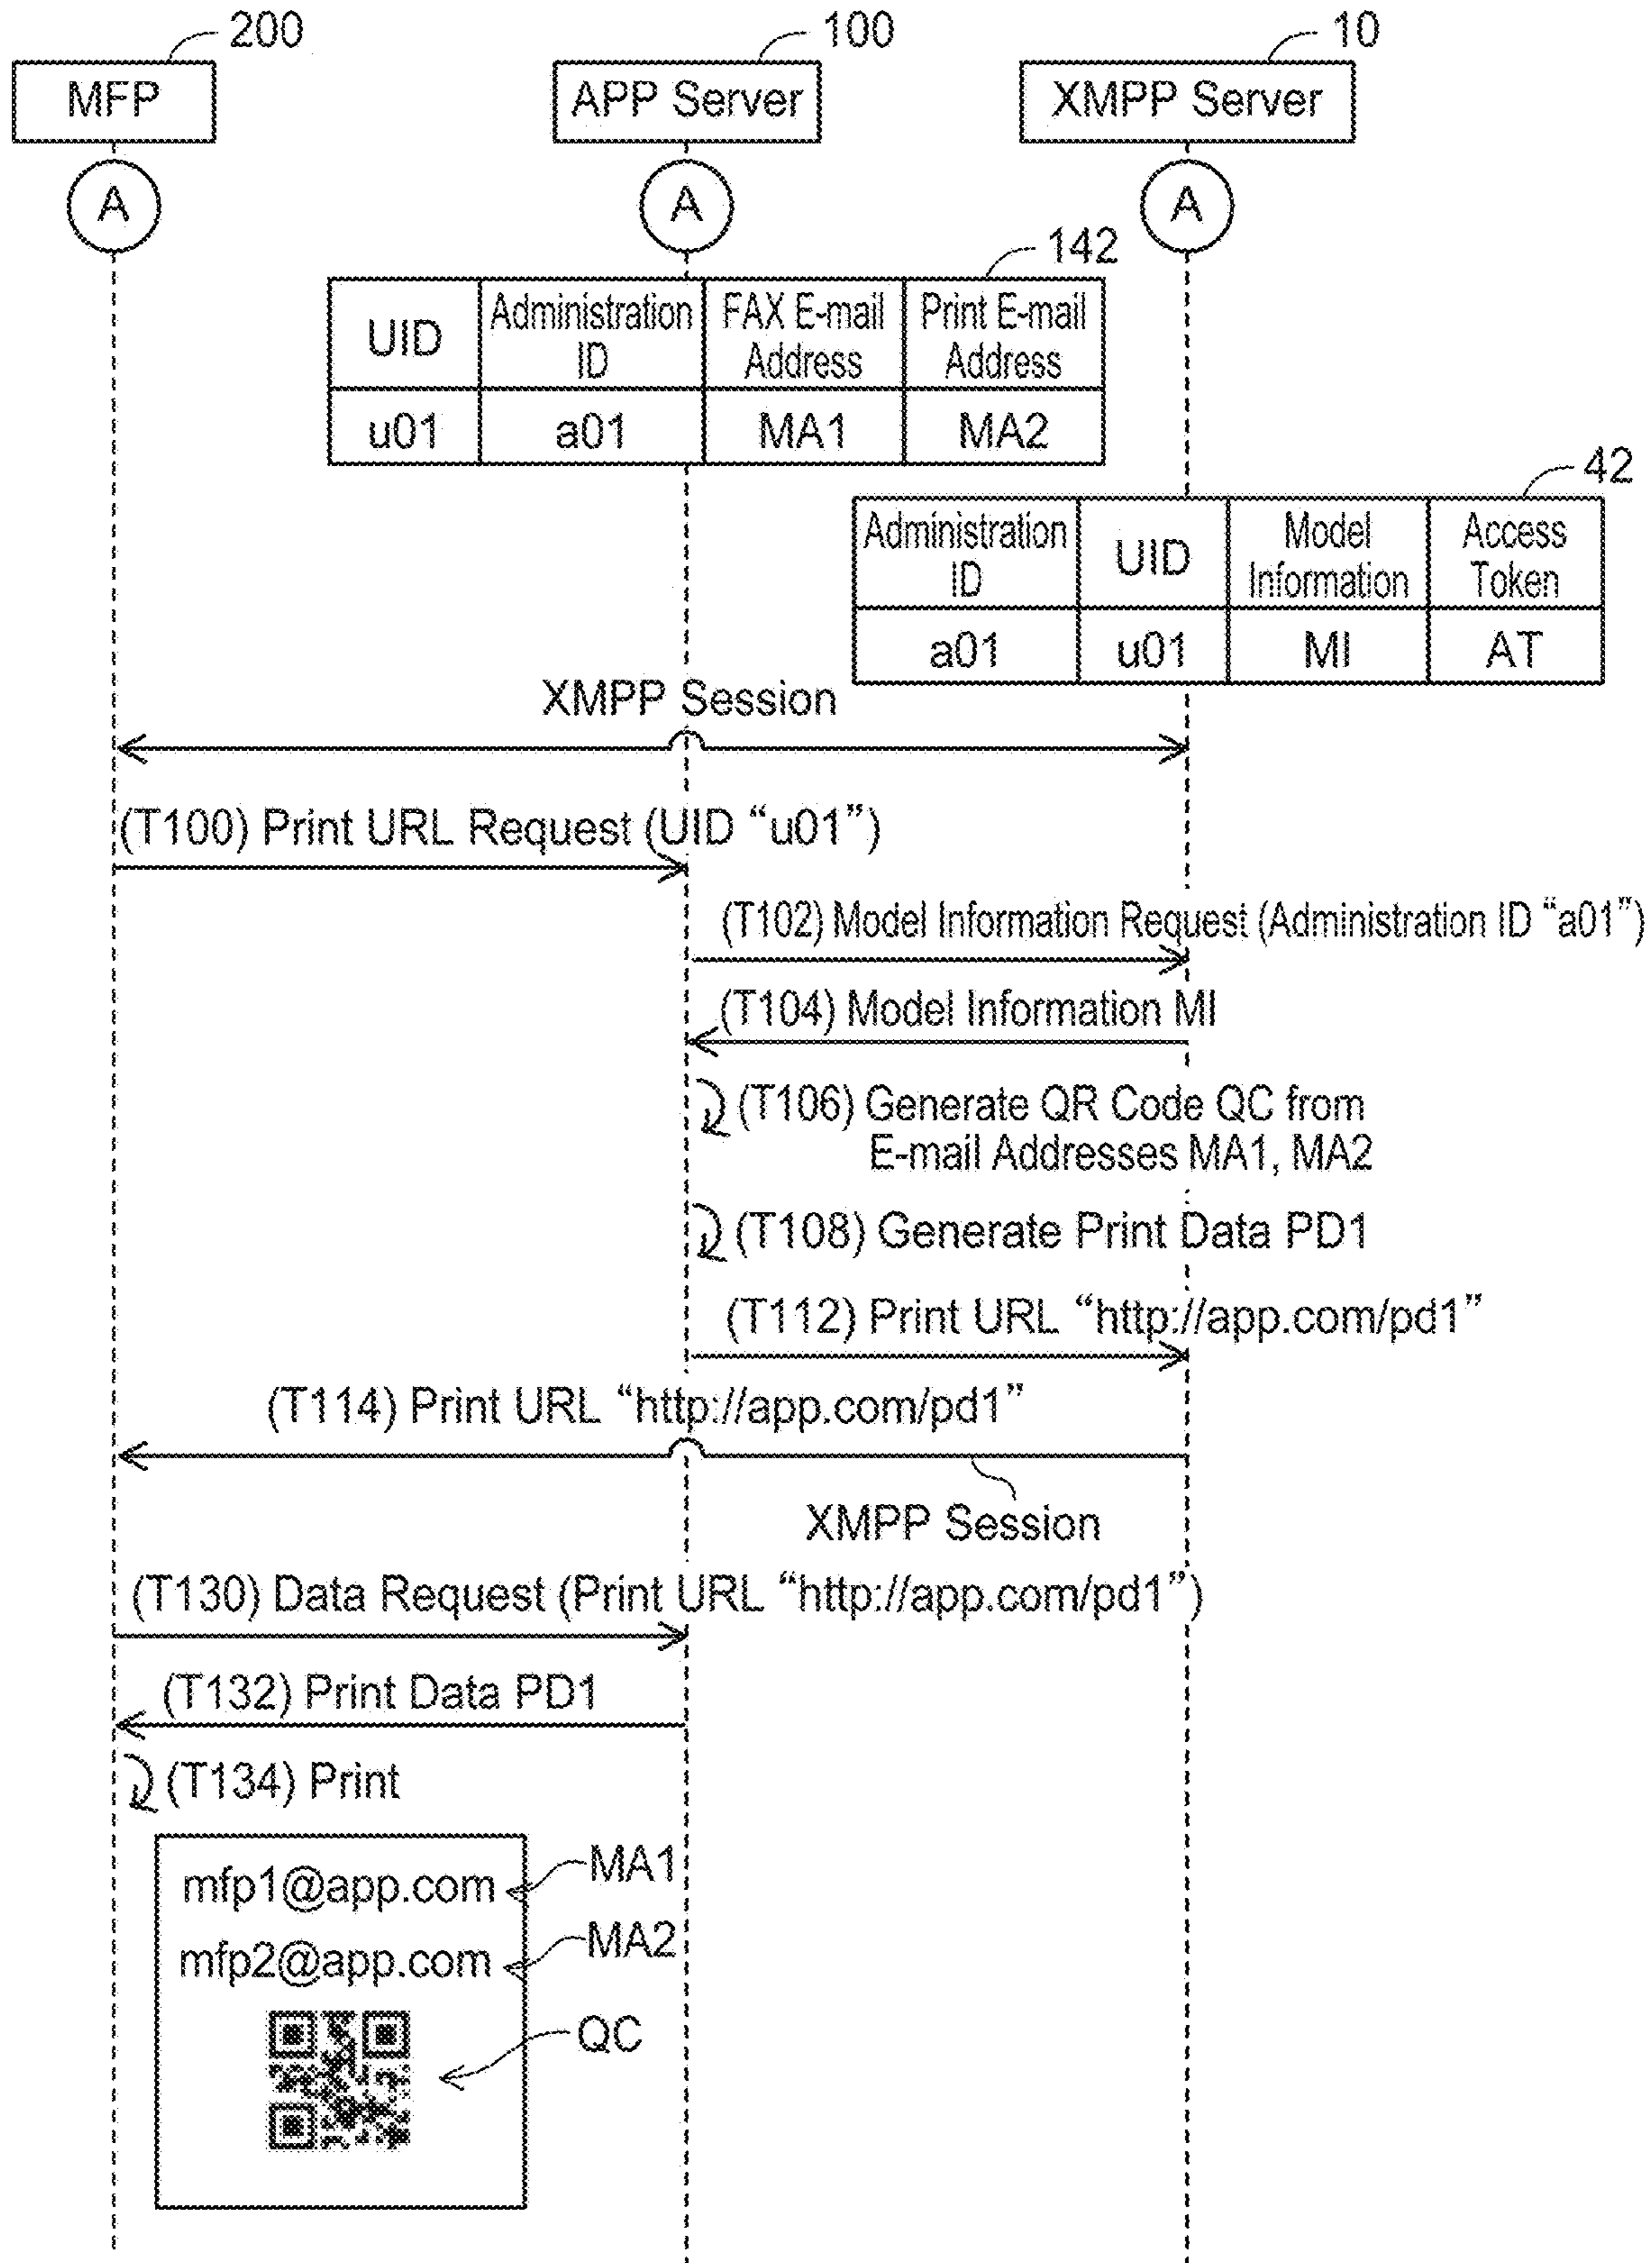 200
100
10
MFP
APP Server
XMPP Server
A
A
A
142
UID
Administration
ID
FAX E-mail
Address
Print E-mail
Address
u01
a01
MA1
MA2
42
Administration
ID
UID
Model
Information
Access
Token
a01
u01
MI
AT
XMPP Session
(T100) Print URL Request (UID “u01”)
(T102) Model Information Request (Administration ID “a01”)
(T104) Model Information MI
(T106) Generate QR Code QC from
E-mail Addresses MA1, MA2
(T108) Generate Print Data PD1
(T112) Print URL “http://app.com/pd1”
(T114) Print URL “http://app.com/pd1”
XMPP Session
(T130) Data Request (Print URL “http://app.com/pd1”)
(T132) Print Data PD1
(T134) Print
mfp1@app.com
MA1
mfp2@app.com
MA2
QC